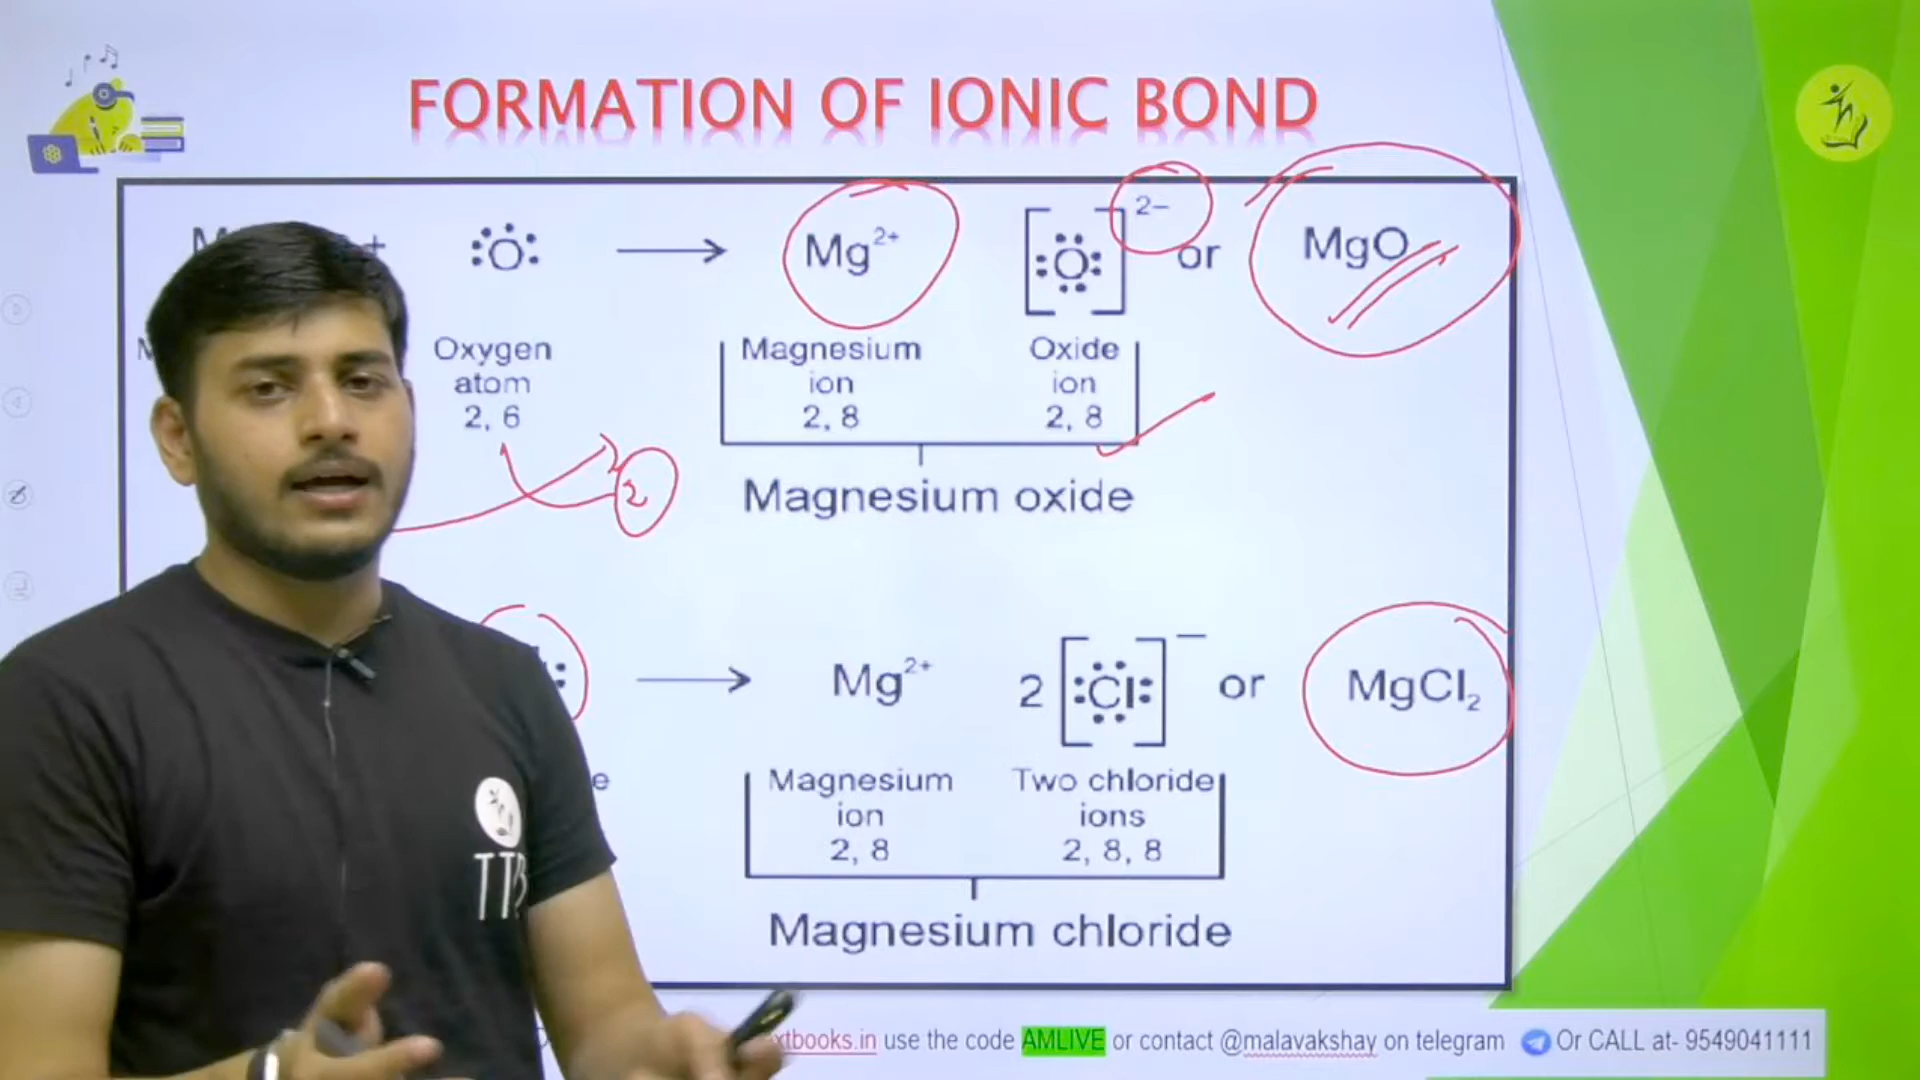 FORMATION OF IONIC BOND
+ :O: → Mg2+ [:O:]2– or MgO
Oxygen atom 2, 6
Magnesium ion 2, 8
Oxide ion 2, 8
2
Magnesium oxide
→ Mg2+ 2 [:Cl:]– or MgCl2
Magnesium ion 2, 8
Two chloride ions 2, 8, 8
Magnesium chloride
xtbooks.in use the code AMLIVE or contact @malavakshay on telegram Or CALL at- 9549041111